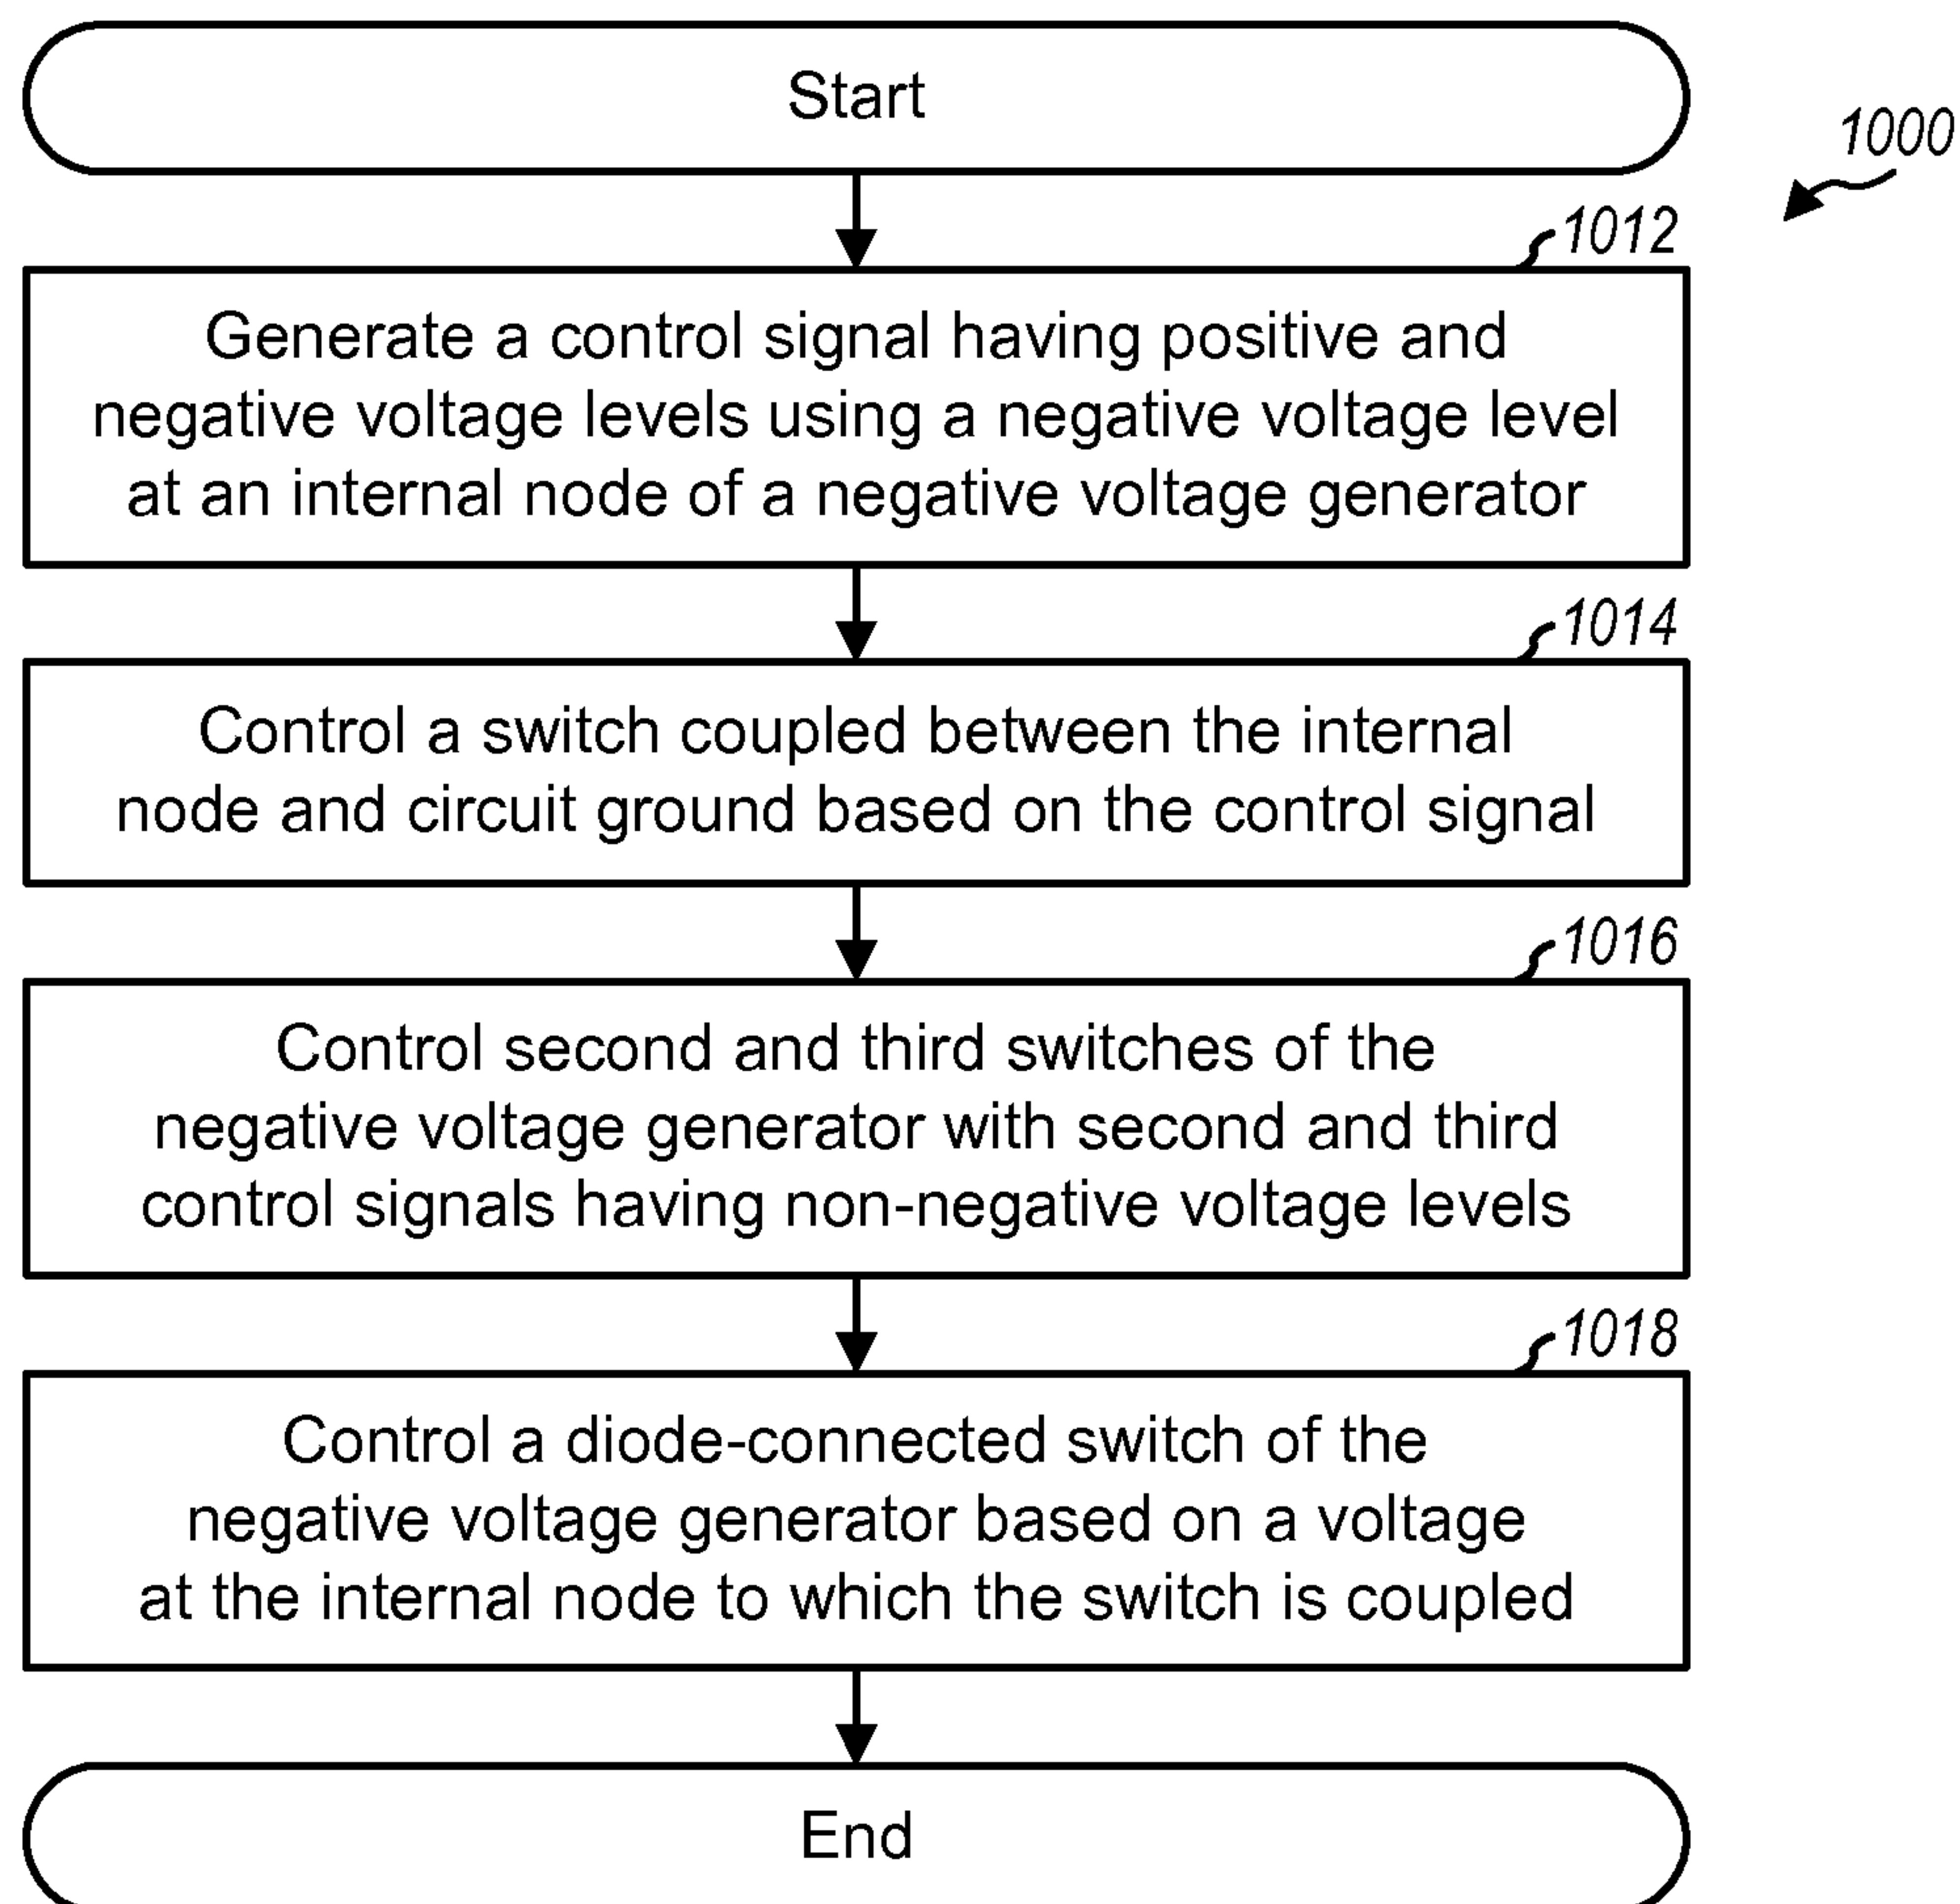 Start
1000
1012
Generate a control signal having positive and
negative voltage levels using a negative voltage level
at an internal node of a negative voltage generator
1014
Control a switch coupled between the internal
node and circuit ground based on the control signal
1016
Control second and third switches of the
negative voltage generator with second and third
control signals having non-negative voltage levels
1018
Control a diode-connected switch of the
negative voltage generator based on a voltage
at the internal node to which the switch is coupled
End